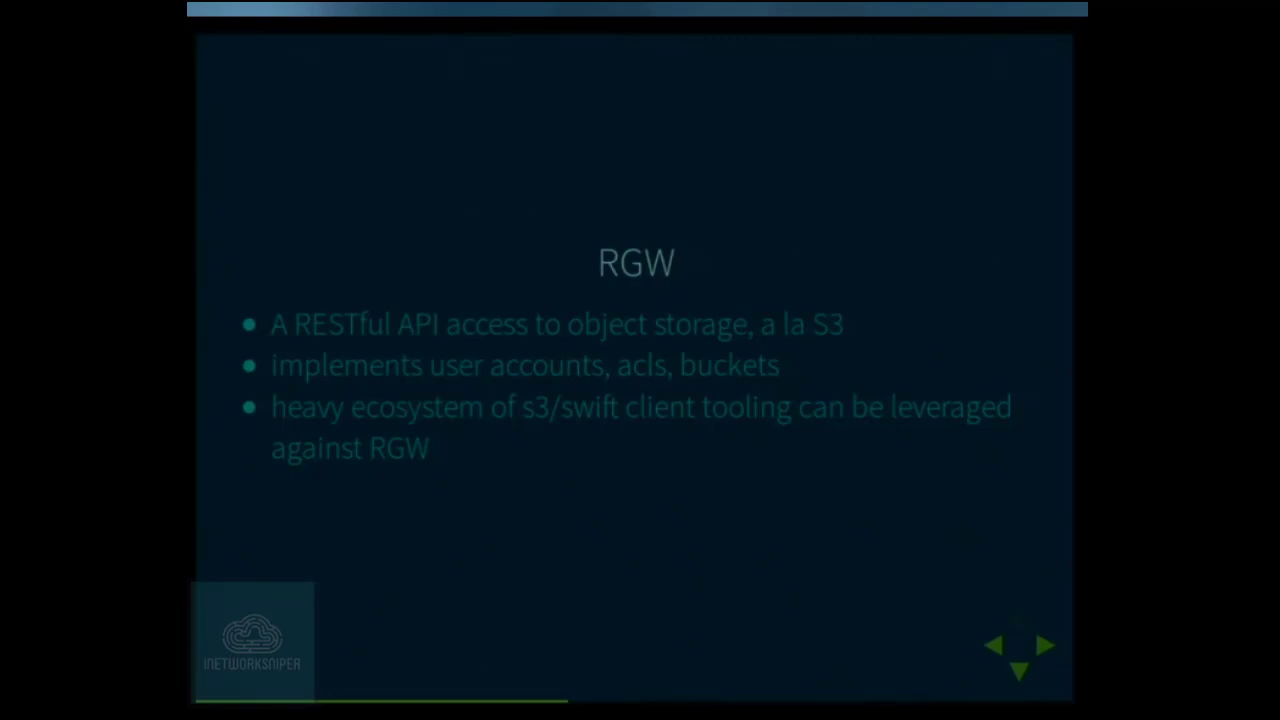 RGW
A RESTful API access to object storage, a la S3
implements user accounts, acls, buckets
heavy ecosystem of s3/swift client tooling can be leveraged
against RGW
INETWORKSNIPER